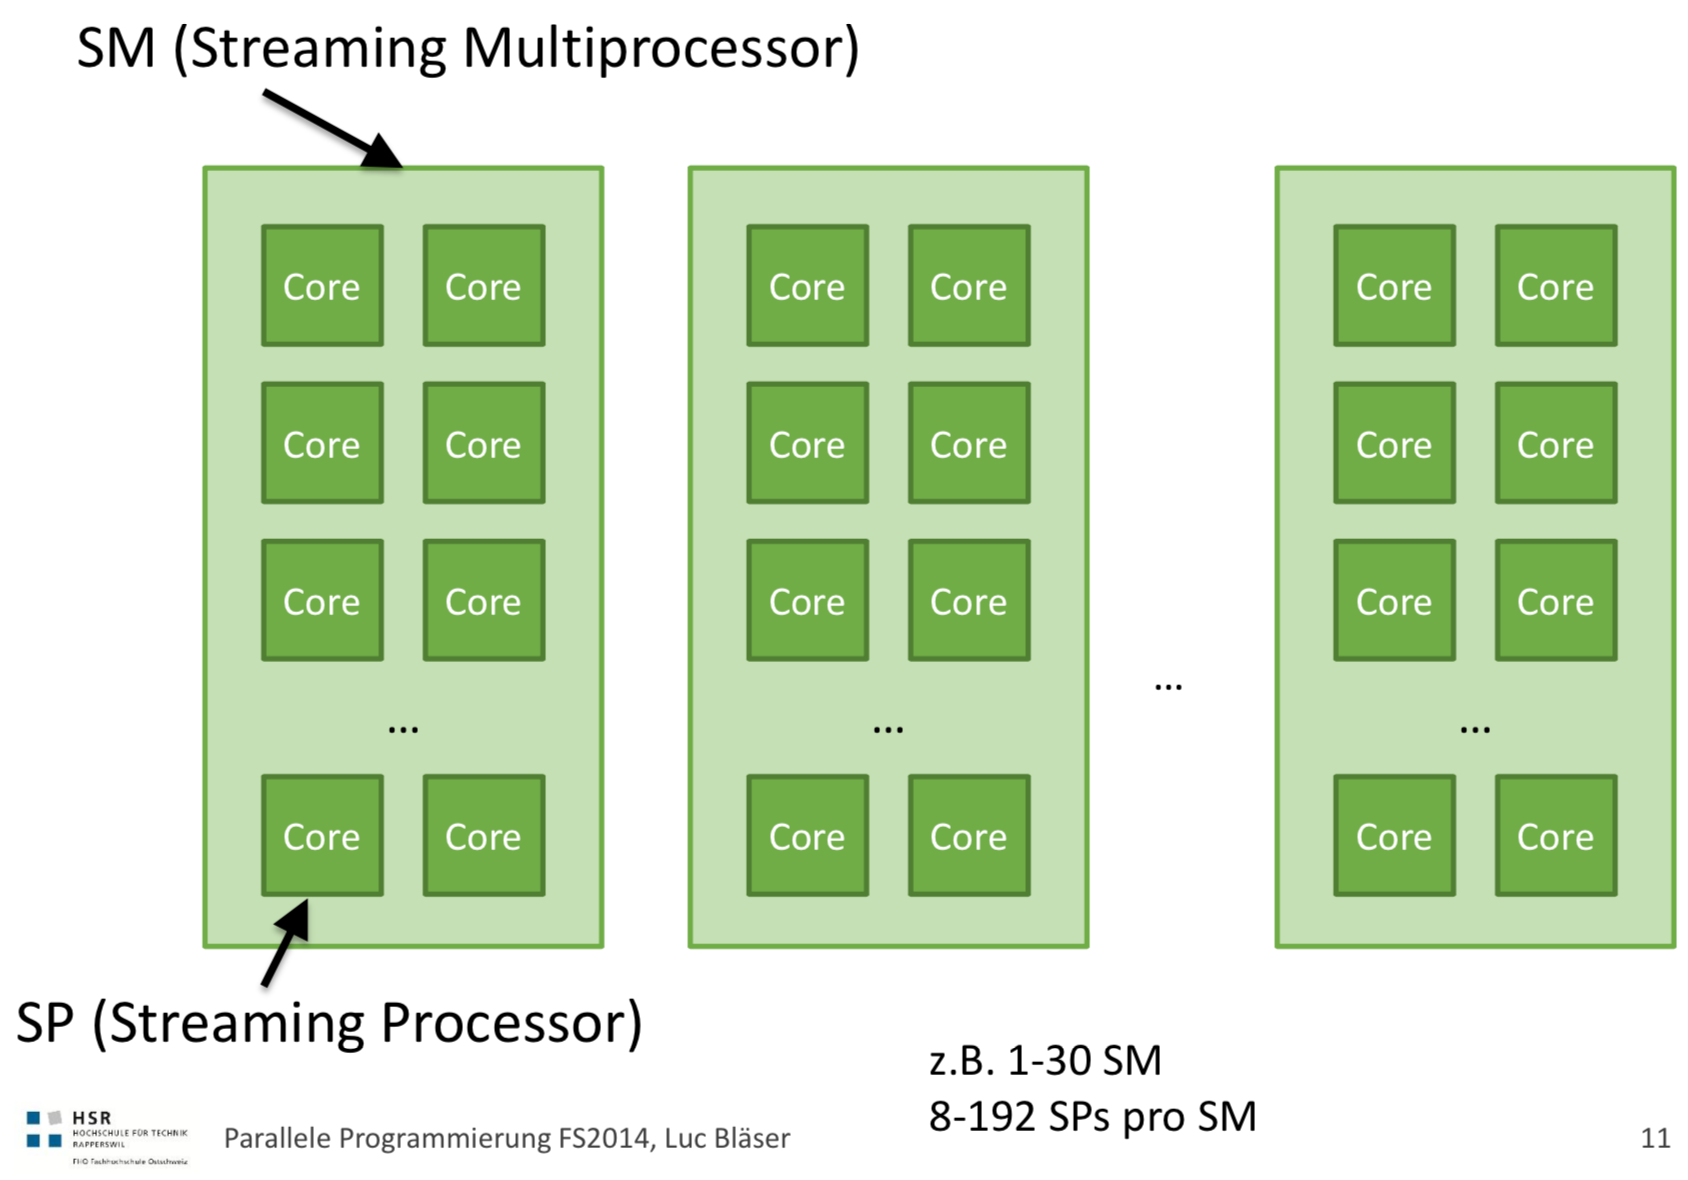 SM (Streaming Multiprocessor)
Core Core Core Core Core Core
Core Core Core Core Core Core
Core Core Core Core Core Core
...
... ... ...
Core Core Core Core Core Core
SP (Streaming Processor)
z.B. 1-30 SM
8-192 SPs pro SM
HSR
HOCHSCHULE FÜR TECHNIK
RAPPERSWIL
FHO Fachhochschule Ostschweiz
Parallele Programmierung FS2014, Luc Bläser
11